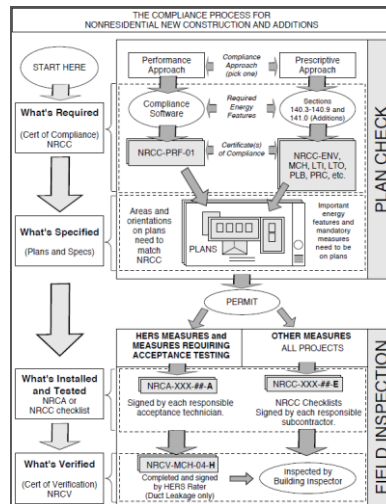 THE COMPLIANCE PROCESS FOR
NONRESIDENTIAL NEW CONSTRUCTION AND ADDITIONS
START HERE
Performance
Approach
Compliance
Approach
(pick one)
Prescriptive
Approach
What's Required
(Cert of Compliance)
NRCC
Compliance
Software
Required
Energy
Features
Sections
140.3-140.9 and
141.0 (Additions)
NRCC-PRF-01
Certificate(s)
of Compliance
NRCC-ENV,
MCH, LTI, LTO,
PLB, PRC, etc.
PLAN CHECK
What's Specified
(Plans and Specs)
Areas and
orientations
on plans
need to
match
NRCC
PLANS
Important
energy
features and
mandatory
measures
need to be
on plans
PERMIT
HERS MEASURES and
MEASURES REQUIRING
ACCEPTANCE TESTING
OTHER MEASURES
ALL PROJECTS
What's Installed
and Tested
NRCA or
NRCC checklist
NRCA-XXX-##-A
Signed by each responsible
acceptance technician.
NRCC-XXX-##-E
NRCC Checklists
Signed by each responsible
subcontractor.
What's Verified
(Cert of Verification)
NRCV
NRCV-MCH-04-H
Completed and signed
by HERS Rater
(Duct Leakage only)
Inspected by
Building Inspector
FIELD INSPECTION